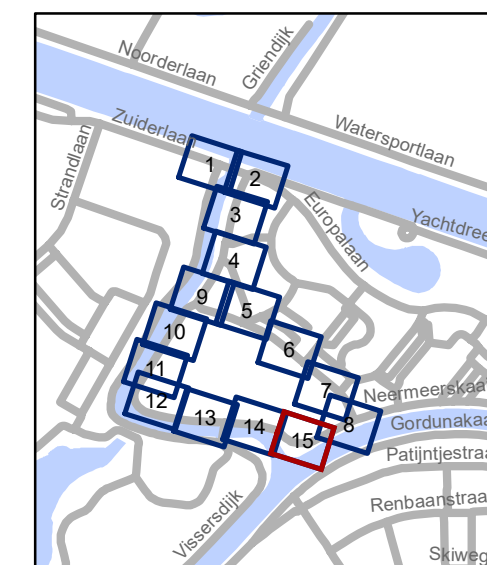 Noorderlaan
Griendijk
Zuiderlaa
Watersportlaan
Strandlaan
1
2
Europalaan
3
Yachtdree
4
9
5
10
6
11
7
Neermeerskaa
12
13
14
15
8
Gordunakaa
Patijntjestraa
Renbaanstraa
Vissersdijk
Skiweg